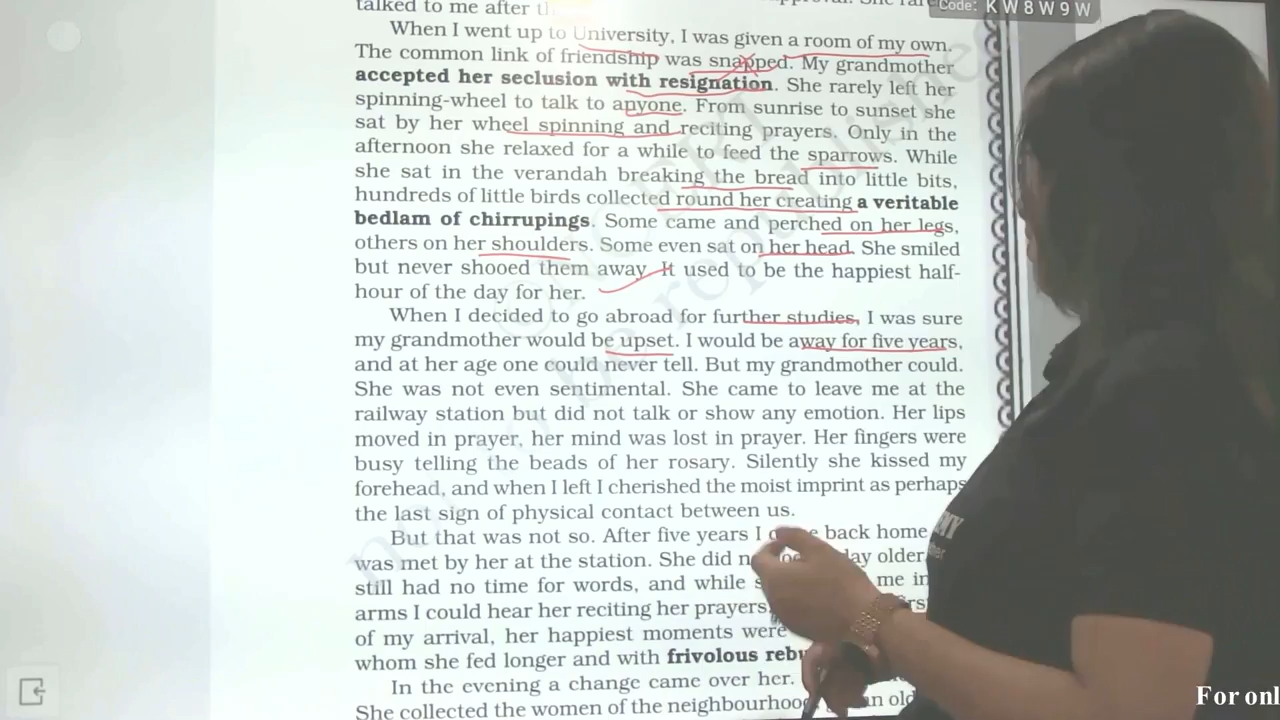 talked to me after
Code: K W 8 W 9 W
When I went up to University, I was given a room of my own.
The common link of friendship was snapped. My grandmother
accepted her seclusion with resignation. She rarely left her
spinning-wheel to talk to anyone. From sunrise to sunset she
sat by her wheel spinning and reciting prayers. Only in the
afternoon she relaxed for a while to feed the sparrows. While
she sat in the verandah breaking the bread into little bits,
hundreds of little birds collected round her creating a veritable
bedlam of chirrupings. Some came and perched on her legs,
others on her shoulders. Some even sat on her head. She smiled
but never shooed them away. It used to be the happiest half-
hour of the day for her.
When I decided to go abroad for further studies, I was sure
my grandmother would be upset. I would be away for five years,
and at her age one could never tell. But my grandmother could.
She was not even sentimental. She came to leave me at the
railway station but did not talk or show any emotion. Her lips
moved in prayer, her mind was lost in prayer. Her fingers were
busy telling the beads of her rosary. Silently she kissed my
forehead, and when I left I cherished the moist imprint as perhaps
the last sign of physical contact between us.
But that was not so. After five years I back home
was met by her at the station. She did older
still had no time for words, and while me in
arms I could hear her reciting her prayers.
of my arrival, her happiest moments were
whom she fed longer and with frivolous
In the evening a change came over her.
She collected the women of the neighbourhood, an old
For onl